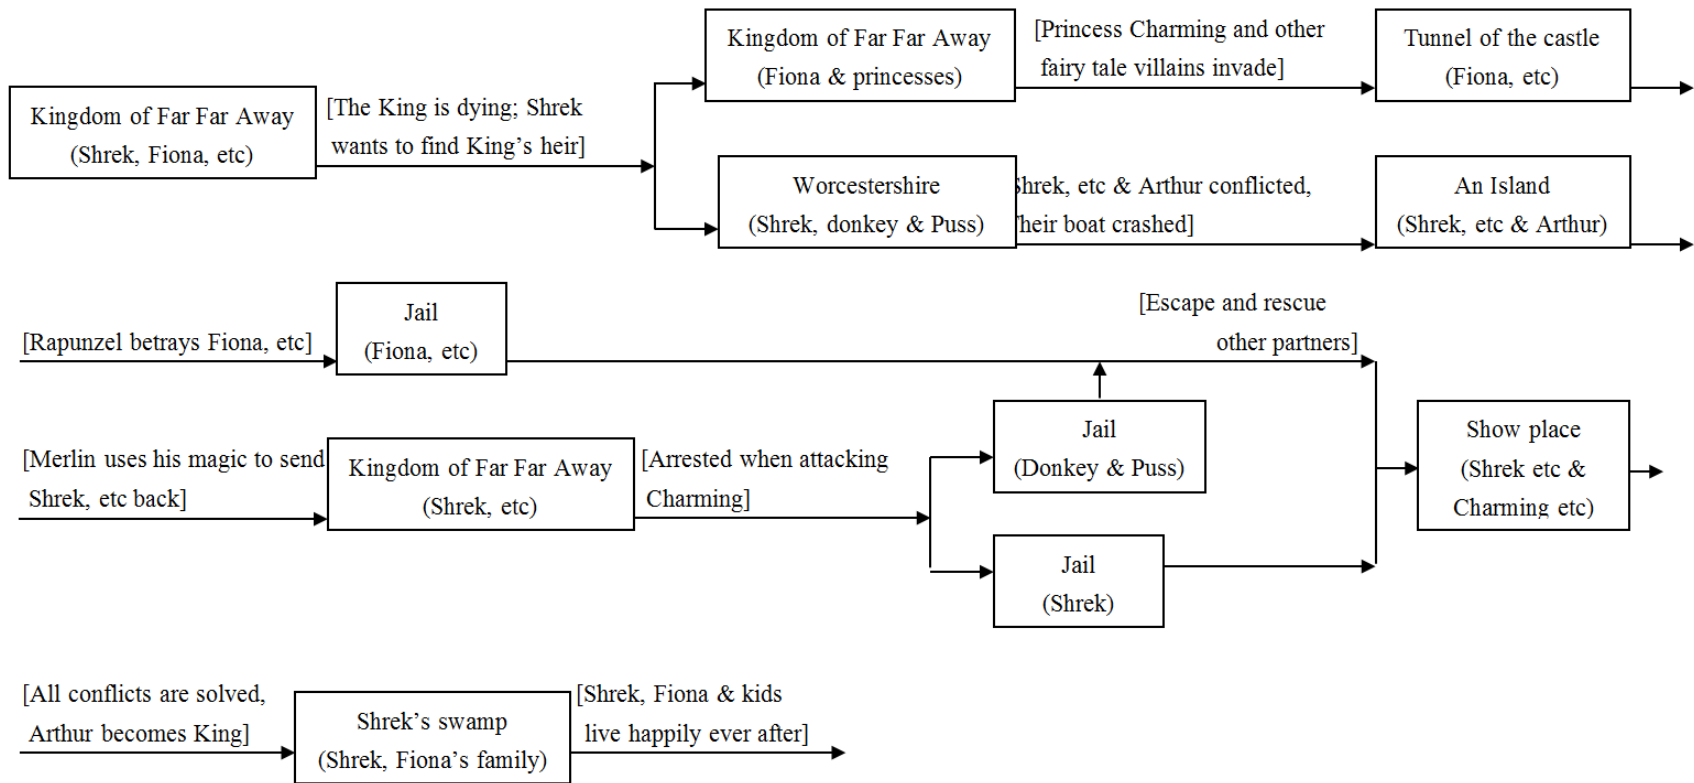 Kingdom of Far Far Away
(Shrek, Fiona, etc)
[The King is dying; Shrek
wants to find King's heir]
Kingdom of Far Far Away
(Fiona & princesses)
[Princess Charming and other
fairy tale villains invade]
Tunnel of the castle
(Fiona, etc)
Worcestershire
(Shrek, donkey & Puss)
Shrek, etc & Arthur conflicted,
Their boat crashed]
An Island
(Shrek, etc & Arthur)
[Rapunzel betrays Fiona, etc]
Jail
(Fiona, etc)
[Escape and rescue
other partners]
[Merlin uses his magic to send
Shrek, etc back]
Kingdom of Far Far Away
(Shrek, etc)
[Arrested when attacking
Charming]
Jail
(Donkey & Puss)
Jail
(Shrek)
Show place
(Shrek etc &
Charming etc)
[All conflicts are solved,
Arthur becomes King]
Shrek's swamp
(Shrek, Fiona's family)
[Shrek, Fiona & kids
live happily ever after]